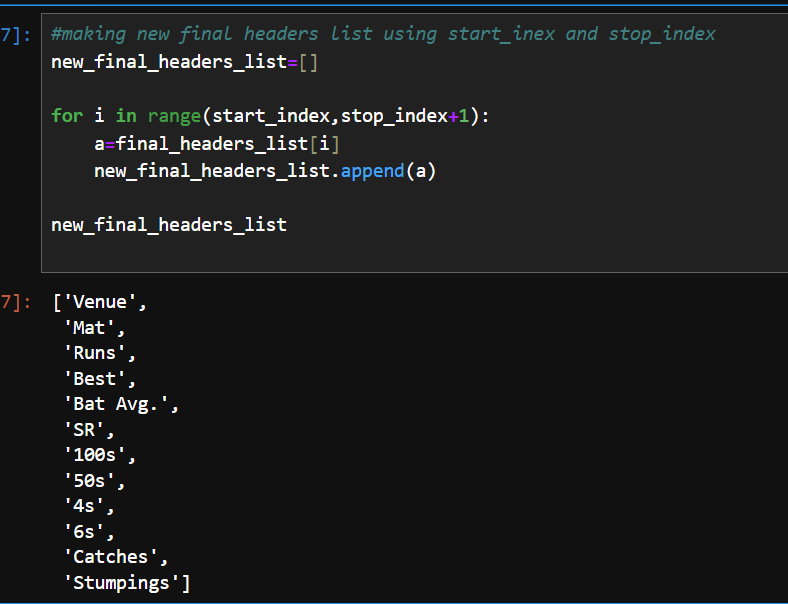 7]: #making new final headers list using start_inex and stop_index
new_final_headers_list=[]
for i in range(start_index,stop_index+1):
a=final_headers_list[i]
new_final_headers_list.append(a)
new_final_headers_list
7]: ['Venue',
'Mat',
'Runs',
'Best',
'Bat Avg.',
'SR',
'100s',
'50s',
'4s',
'6s',
'Catches',
'Stumpings']